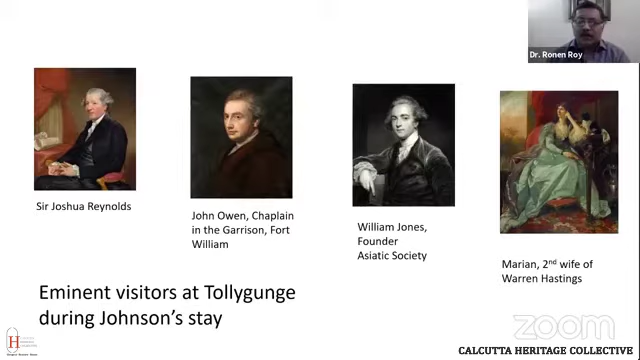 Dr. Ronen Roy
Sir Joshua Reynolds
John Owen, Chaplain
in the Garrison, Fort
William
William Jones,
Founder
Asiatic Society
Marian, 2nd wife of
Warren Hastings
Eminent visitors at Tollygunge
during Johnson's stay
H
zoom
CALCUTTA HERITAGE COLLECTIVE